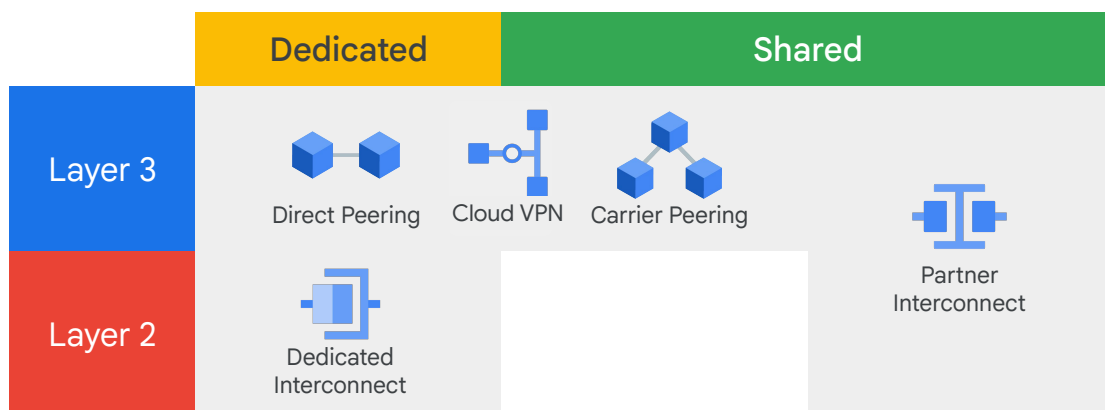 Dedicated
Shared
Layer 3
Direct Peering
Cloud VPN
Carrier Peering
Partner
Interconnect
Layer 2
Dedicated
Interconnect